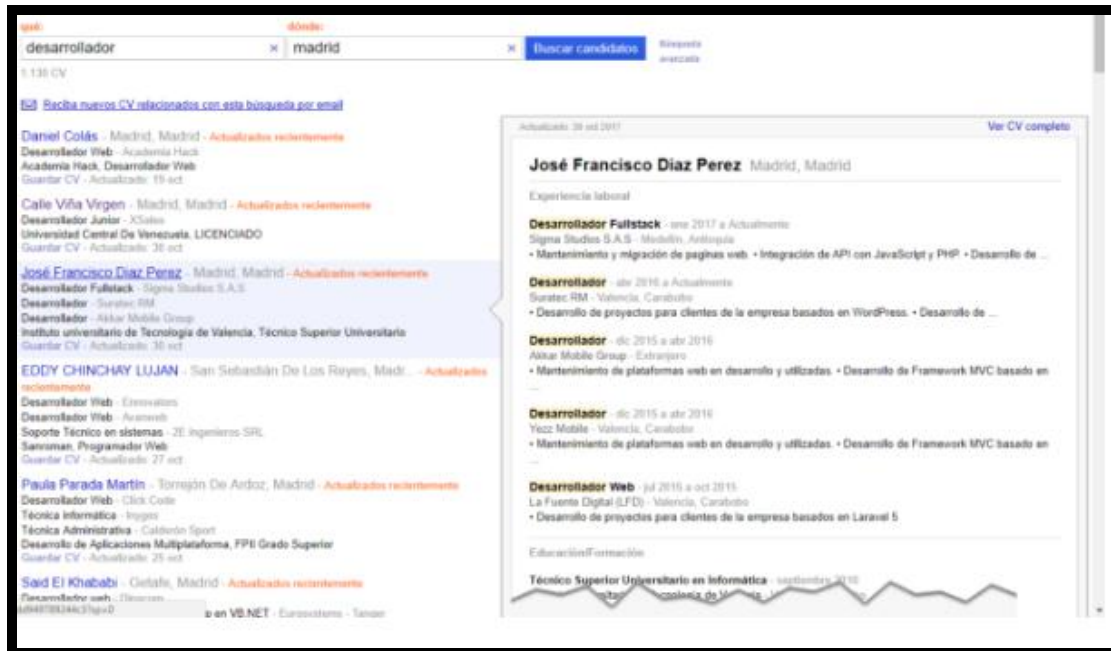 qué: dónde:
desarrollador × madrid × Buscar candidatos Búsqueda avanzada
1.130 CV
Reciba nuevos CV relacionados con esta búsqueda por email
Daniel Colás - Madrid, Madrid - Actualizados recientemente
Desarrollador Web - Academia Hack
Academia Hack, Desarrollador Web
Guardar CV - Actualizado: 19 oct
Calle Viña Virgen - Madrid, Madrid - Actualizados recientemente
Desarrollador Junior - XSales
Universidad Central De Venezuela, LICENCIADO
Guardar CV - Actualizado: 30 oct
José Francisco Diaz Perez - Madrid, Madrid - Actualizados recientemente
Desarrollador Fullstack - Sigma Studios S.A.S
Desarrollador - Suratec RM
Desarrollador - Akkar Mobile Group
Instituto universitario de Tecnología de Valencia, Técnico Superior Universitario
Guardar CV - Actualizado: 30 oct
EDDY CHINCHAY LUJAN - San Sebastián De Los Reyes, Madr... - Actualizados
recientemente
Desarrollador Web
Desarrollador Web
Soporte Técnico en sistemas - 2E Ingenieros SRL
Sanroman, Programador Web
Guardar CV - Actualizado: 27 oct
Paula Parada Martín - Torrejón De Ardoz, Madrid - Actualizados recientemente
Desarrollador Web - Click Code
Técnica informática
Técnica Administrativa - Calderón Sport
Desarrollo de Aplicaciones Multiplataforma, FPII Grado Superior
Guardar CV - Actualizado: 25 oct
Said El Khababi - Getafe, Madrid - Actualizados recientemente
Desarrollador web
en VB.NET - Eurosystems - Tanger
Actualizado: 30 oct 2017 Ver CV completo
José Francisco Diaz Perez Madrid, Madrid
Experiencia laboral
Desarrollador Fullstack - ene 2017 a Actualmente
Sigma Studios S.A.S - Medellín, Antioquia
• Mantenimiento y migración de paginas web. • Integración de API con JavaScript y PHP. • Desarrollo de ...
Desarrollador - abr 2016 a Actualmente
Suratec RM - Valencia, Carabobo
• Desarrollo de proyectos para clientes de la empresa basados en WordPress. • Desarrollo de ...
Desarrollador - dic 2015 a abr 2016
Akkar Mobile Group - Extranjero
• Mantenimiento de plataformas web en desarrollo y utilizadas. • Desarrollo de Framework MVC basado en
...
Desarrollador - dic 2015 a abr 2016
Yezz Mobile - Valencia, Carabobo
• Mantenimiento de plataformas web en desarrollo y utilizadas. • Desarrollo de Framework MVC basado en
...
Desarrollador Web - jul 2015 a oct 2015
La Fuente Digital (LFD) - Valencia, Carabobo
• Desarrollo de proyectos para clientes de la empresa basados en Laravel 5
Educación/Formación
Técnico Superior Universitario en Informática - septiembre 2010